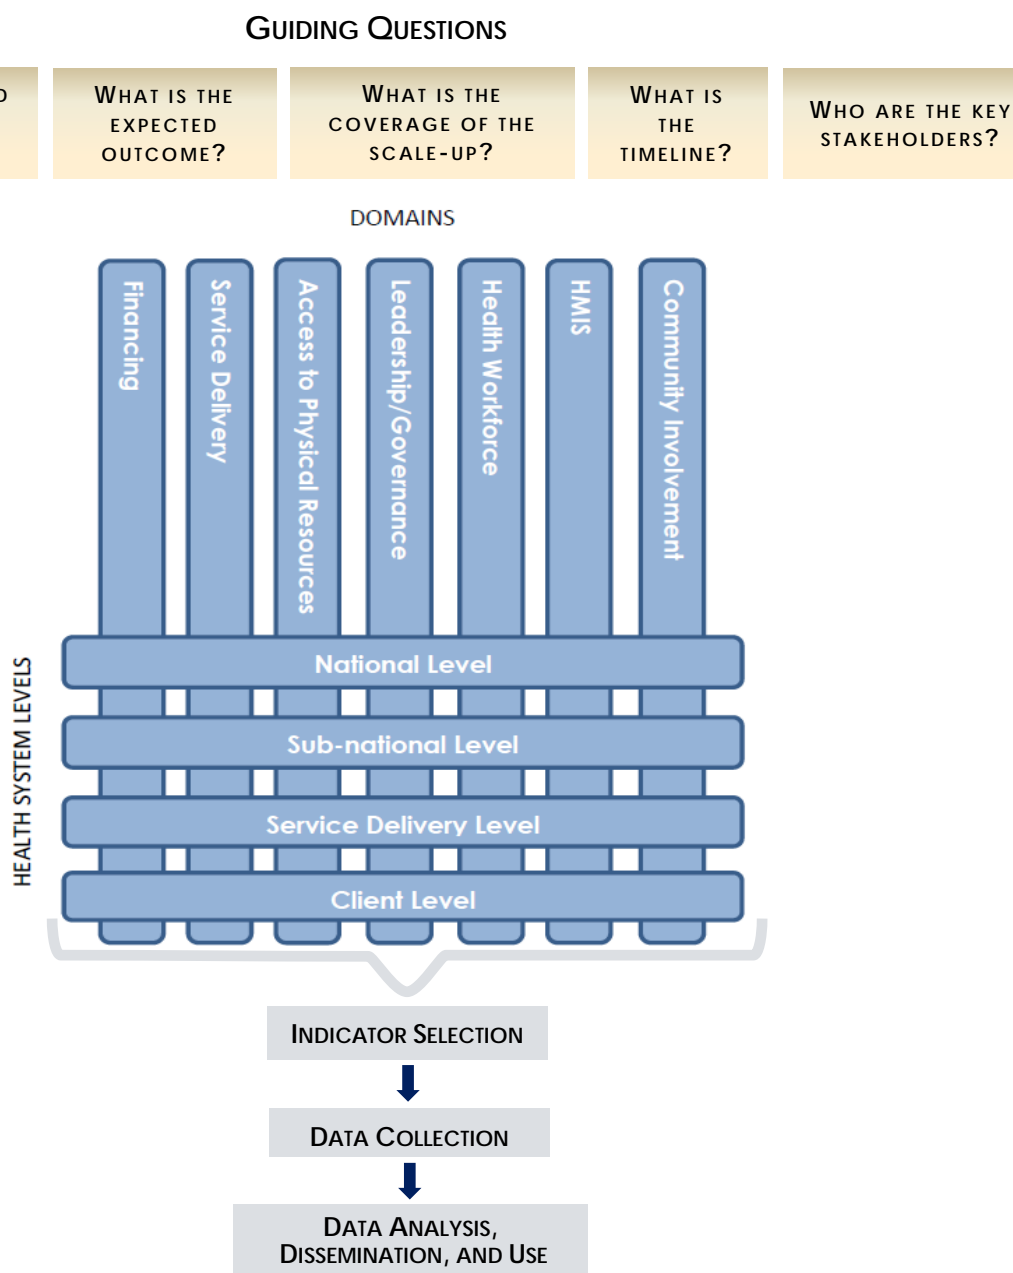 GUIDING QUESTIONS
WHAT IS THE
EXPECTED
OUTCOME?
WHAT IS THE
COVERAGE OF THE
SCALE-UP?
WHAT IS
THE
TIMELINE?
WHO ARE THE KEY
STAKEHOLDERS?
DOMAINS
Financing
Service Delivery
Access to Physical Resources
Leadership/Governance
Health Workforce
HMIS
Community Involvement
HEALTH SYSTEM LEVELS
National Level
Sub-national Level
Service Delivery Level
Client Level
INDICATOR SELECTION
DATA COLLECTION
DATA ANALYSIS,
DISSEMINATION, AND USE